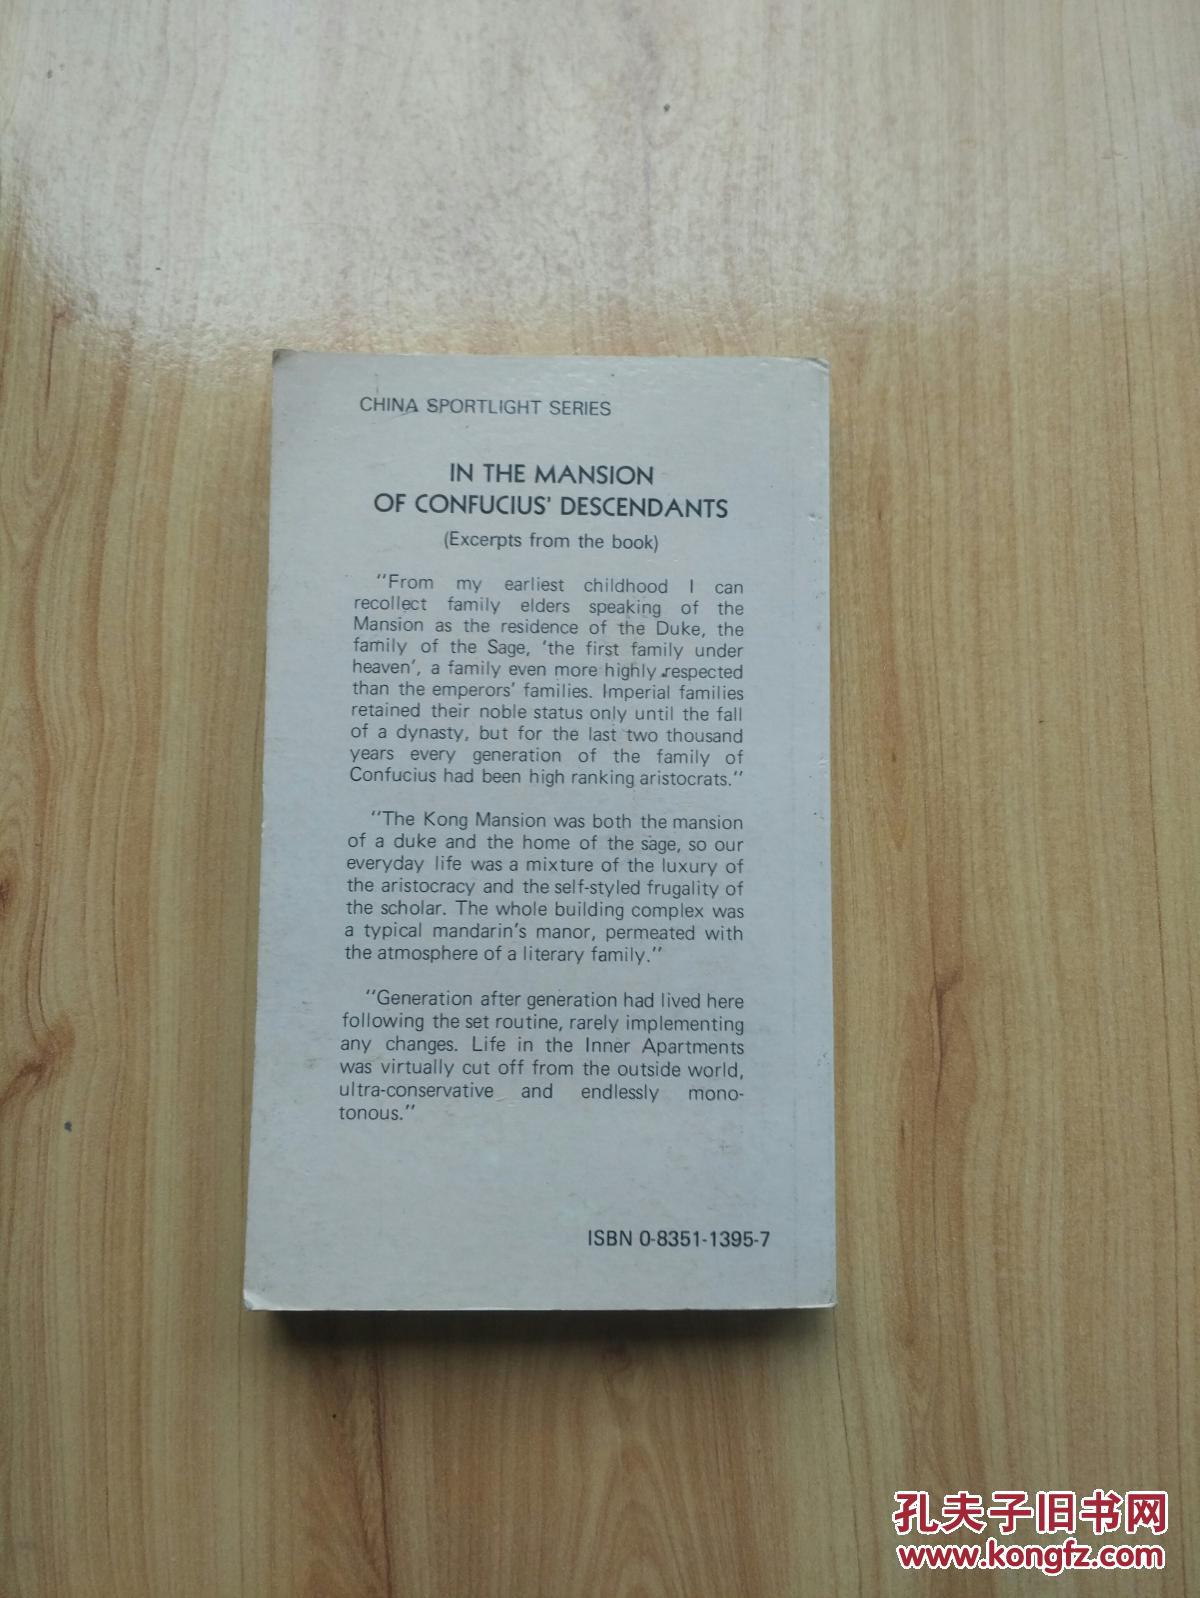 CHINA SPORTLIGHT SERIES
IN THE MANSION
OF CONFUCIUS' DESCENDANTS
(Excerpts from the book)
"From my earliest childhood I can
recollect family elders speaking of the
Mansion as the residence of the Duke, the
family of the Sage, 'the first family under
heaven', a family even more highly respected
than the emperors' families. Imperial families
retained their noble status only until the fall
of a dynasty, but for the last two thousand
years every generation of the family of
Confucius had been high ranking aristocrats."
"The Kong Mansion was both the mansion
of a duke and the home of the sage, so our
everyday life was a mixture of the luxury of
the aristocracy and the self-styled frugality of
the scholar. The whole building complex was
a typical mandarin's manor, permeated with
the atmosphere of a literary family."
"Generation after generation had lived here
following the set routine, rarely implementing
any changes. Life in the Inner Apartments
was virtually cut off from the outside world,
ultra-conservative and endlessly mono-
tonous."
ISBN 0-8351-1395-7
孔夫子旧书网
www.kongfz.com